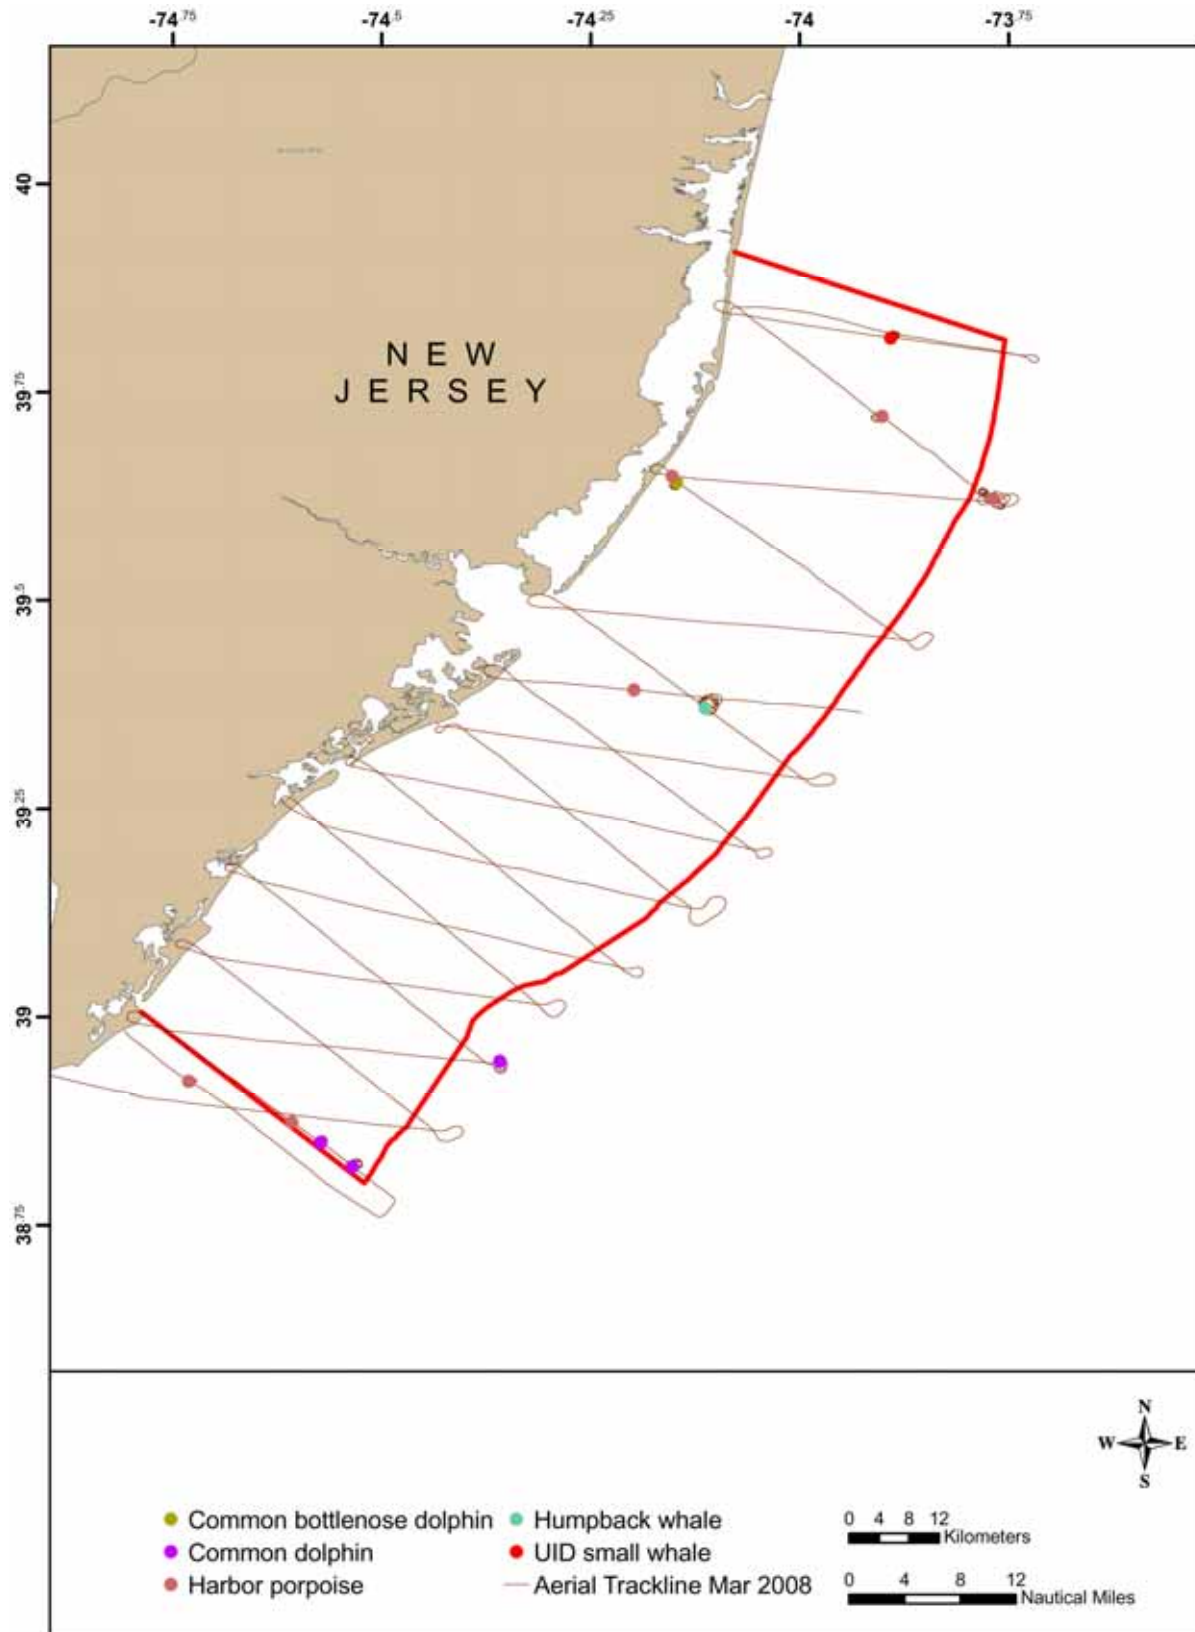 -74.75 -74.5 -74.25 -74 -73.75
40
39.75
39.5
39.25
39
38.75
NEW
JERSEY
N
W E
S
Common bottlenose dolphin
Common dolphin
Harbor porpoise
Humpback whale
UID small whale
Aerial Trackline Mar 2008
0 4 8 12
Kilometers
0 4 8 12
Nautical Miles